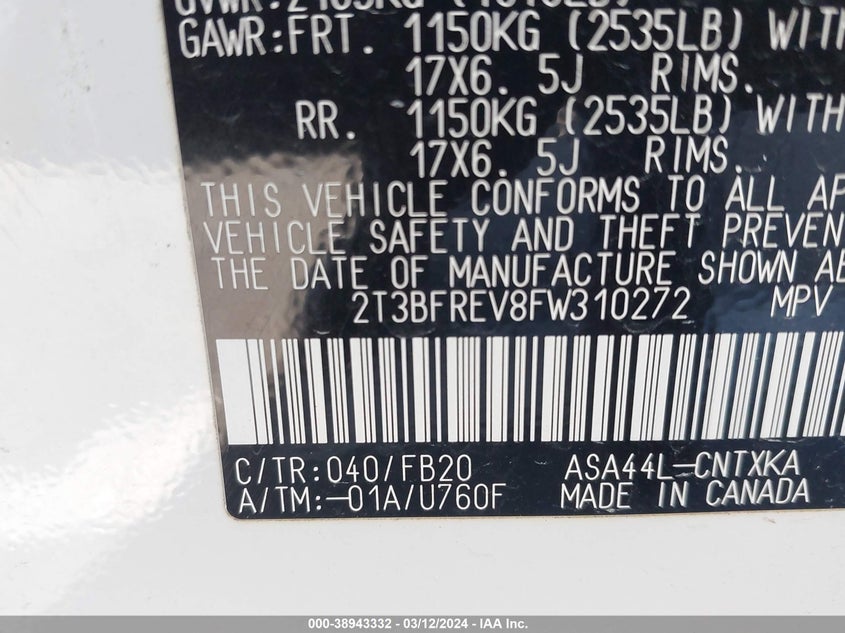 GAWR:FRT. 1150KG (2535LB) WITH
17X6. 5J RIMS.
RR. 1150KG (2535LB) WITH
17X6. 5J RIMS.
THIS VEHICLE CONFORMS TO ALL AP
VEHICLE SAFETY AND THEFT PREVEN
THE DATE OF MANUFACTURE SHOWN AB
2T3BFREV8FW310272 MPV
C/TR:040/FB20 ASA44L-CNTXKA
A/TM:-01A/U760F MADE IN CANADA
000-38943332 - 03/12/2024 - IAA Inc.